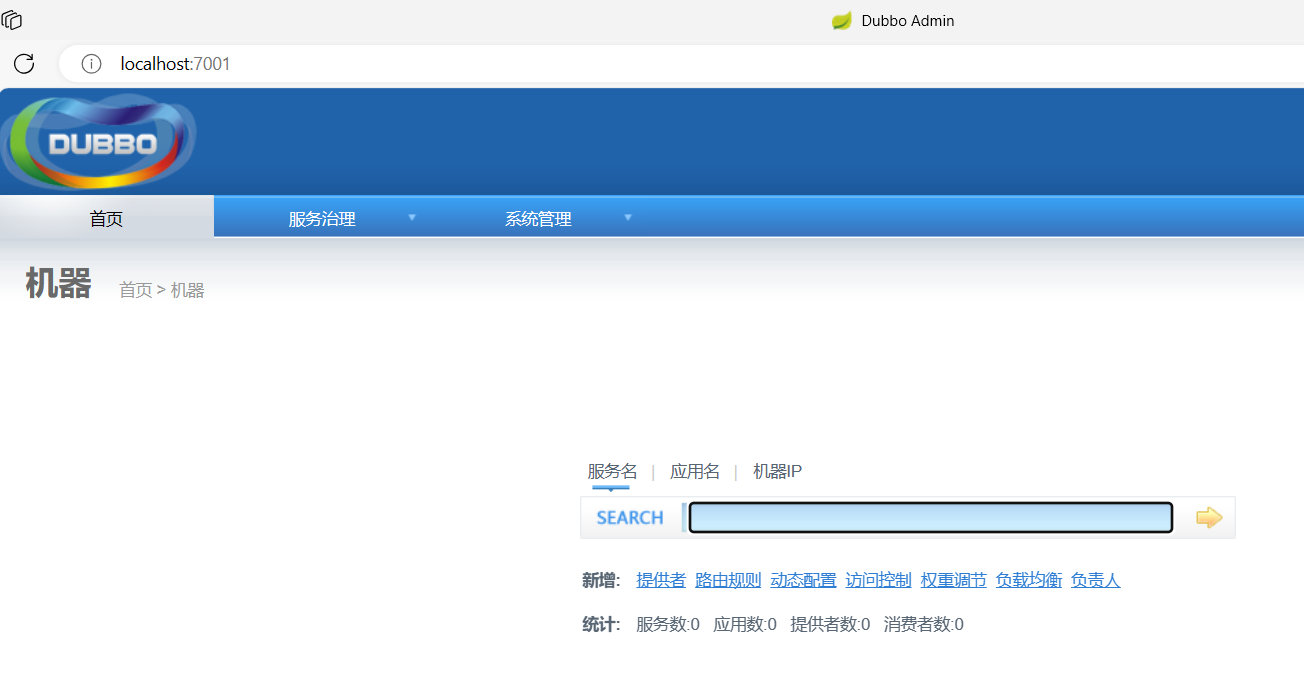 Dubbo Admin
localhost:7001
DUBBO
首页 服务治理 系统管理
机器 首页 > 机器
服务名 | 应用名 | 机器IP
SEARCH
新增: 提供者 路由规则 动态配置 访问控制 权重调节 负载均衡 负责人
统计: 服务数:0 应用数:0 提供者数:0 消费者数:0